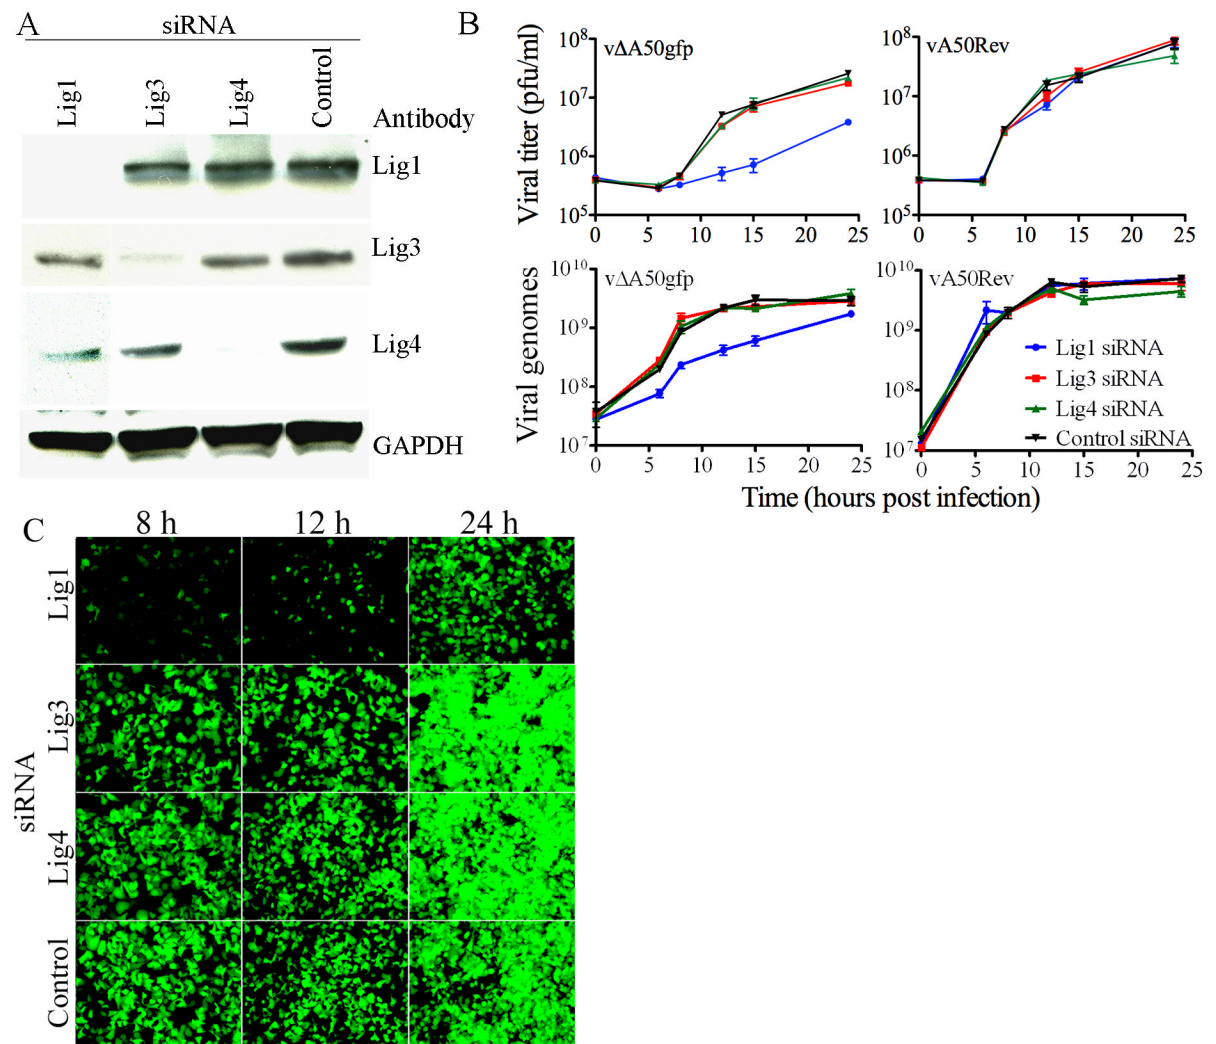 A
siRNA
Lig1 Lig3 Lig4 Control
Antibody
Lig1
Lig3
Lig4
GAPDH
B
vΔA50gfp
vA50Rev
Viral titer (pfu/ml)
10⁸
10⁷
10⁶
10⁵
0 5 10 15 20 25
10⁸
10⁷
10⁶
10⁵
0 5 10 15 20 25
vΔA50gfp
vA50Rev
Viral genomes
10¹⁰
10⁹
10⁸
10⁷
0 5 10 15 20 25
10¹⁰
10⁹
10⁸
10⁷
0 5 10 15 20 25
Lig1 siRNA
Lig3 siRNA
Lig4 siRNA
Control siRNA
Time (hours post infection)
C
8 h 12 h 24 h
siRNA
Lig1
Lig3
Lig4
Control